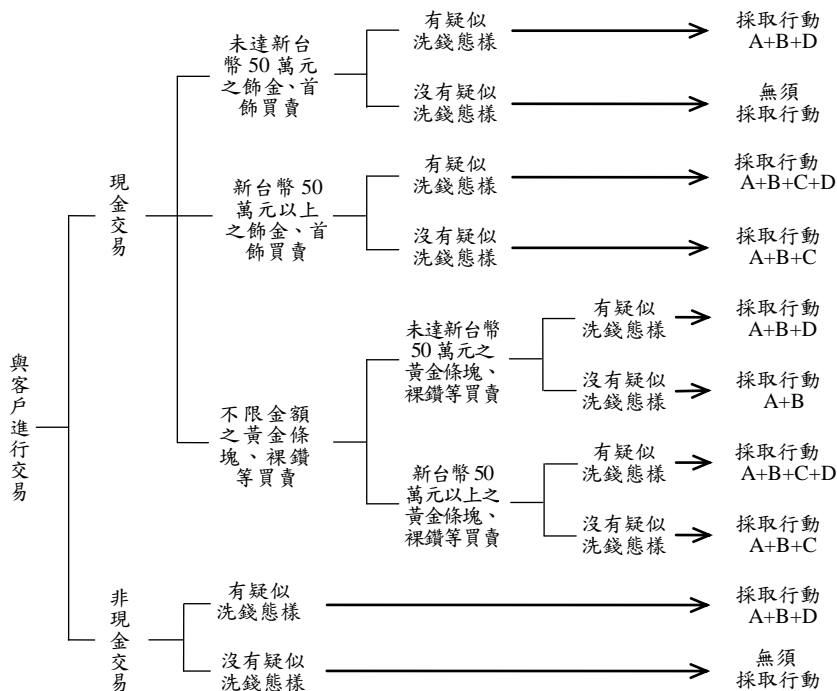 與客戶進行交易
現金交易
未達新台
幣 50 萬元
之飾金、首
飾買賣
有疑似
洗錢態樣
採取行動
A+B+D
沒有疑似
洗錢態樣
無須
採取行動
新台幣 50
萬元以上
之飾金、首
飾買賣
有疑似
洗錢態樣
採取行動
A+B+C+D
沒有疑似
洗錢態樣
採取行動
A+B+C
不限金額
之黃金條
塊、裸鑽
等買賣
未達新台幣
50 萬元之
黃金條塊、
裸鑽等買賣
有疑似
洗錢態樣
採取行動
A+B+D
沒有疑似
洗錢態樣
採取行動
A+B
新台幣 50
萬元以上之
黃金條塊、
裸鑽等買賣
有疑似
洗錢態樣
採取行動
A+B+C+D
沒有疑似
洗錢態樣
採取行動
A+B+C
非現金交易
有疑似
洗錢態樣
採取行動
A+B+D
沒有疑似
洗錢態樣
無須
採取行動